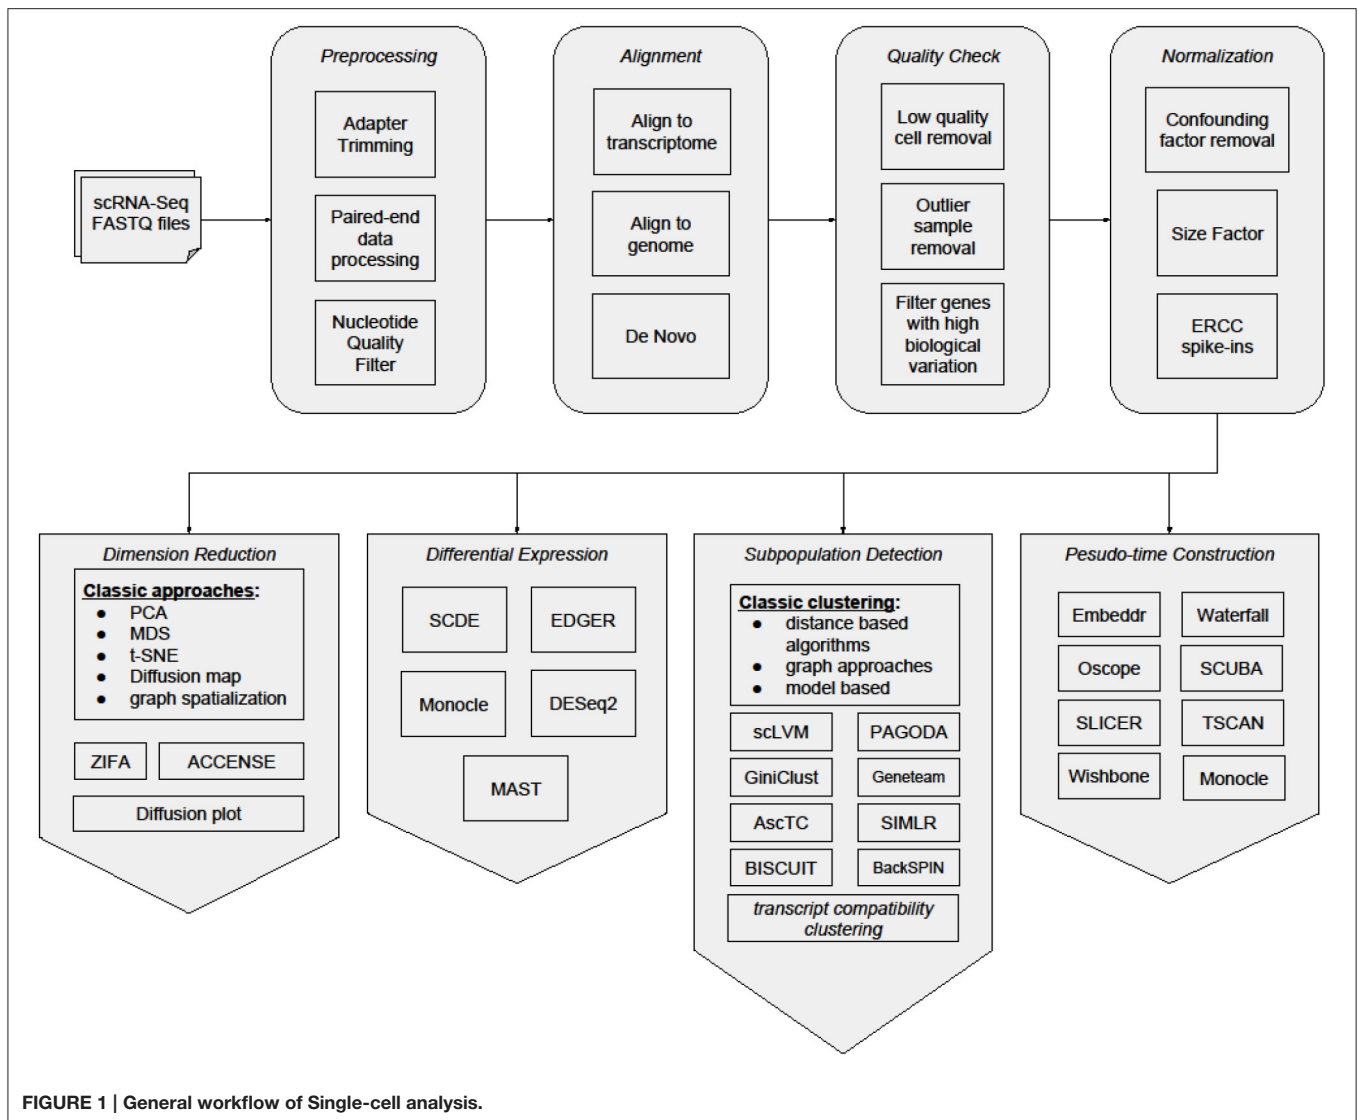 scRNA-Seq
FASTQ files
Preprocessing
Adapter
Trimming
Paired-end
data
processing
Nucleotide
Quality
Filter
Alignment
Align to
transcriptome
Align to
genome
De Novo
Quality Check
Low quality
cell removal
Outlier
sample
removal
Filter genes
with high
biological
variation
Normalization
Confounding
factor removal
Size Factor
ERCC
spike-ins
Dimension Reduction
Classic approaches:
● PCA
● MDS
● t-SNE
● Diffusion map
● graph spatialization
ZIFA
ACCENSE
Diffusion plot
Differential Expression
SCDE
EDGER
Monocle
DESeq2
MAST
Subpopulation Detection
Classic clustering:
● distance based
algorithms
● graph approaches
● model based
scLVM
PAGODA
GiniClust
Geneteam
AscTC
SIMLR
BISCUIT
BackSPIN
transcript compatibility
clustering
Pesudo-time Construction
Embeddr
Waterfall
Oscope
SCUBA
SLICER
TSCAN
Wishbone
Monocle
FIGURE 1 | General workflow of Single-cell analysis.